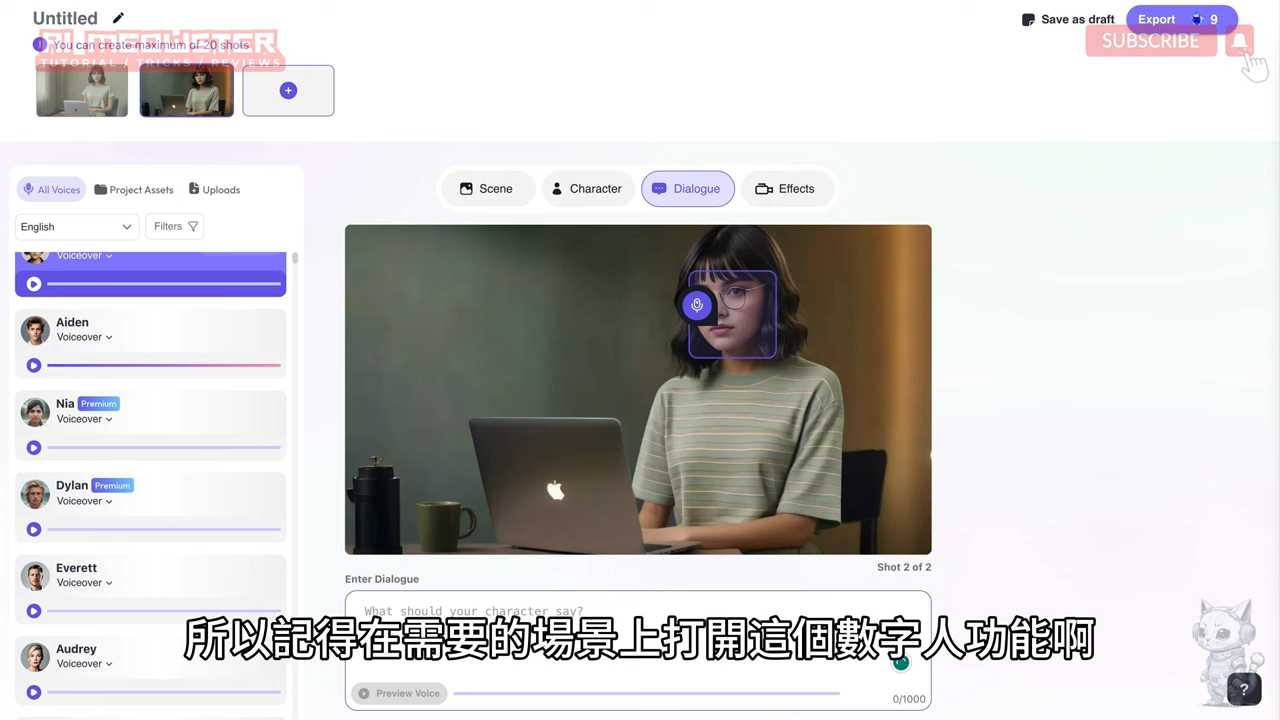 Untitled
Save as draft
Export
9
You can create maximum of 20 shots
TUTORIAL / TRICKS / REVIEWS
SUBSCRIBE
+
All Voices
Project Assets
Uploads
Scene
Character
Dialogue
Effects
English
Filters
Voiceover
Aiden
Voiceover
Nia
Premium
Voiceover
Dylan
Premium
Voiceover
Everett
Voiceover
Audrey
Voiceover
Shot 2 of 2
Enter Dialogue
What should your character say?
所以記得在需要的場景上打開這個數字人功能啊
Preview Voice
0/1000
?